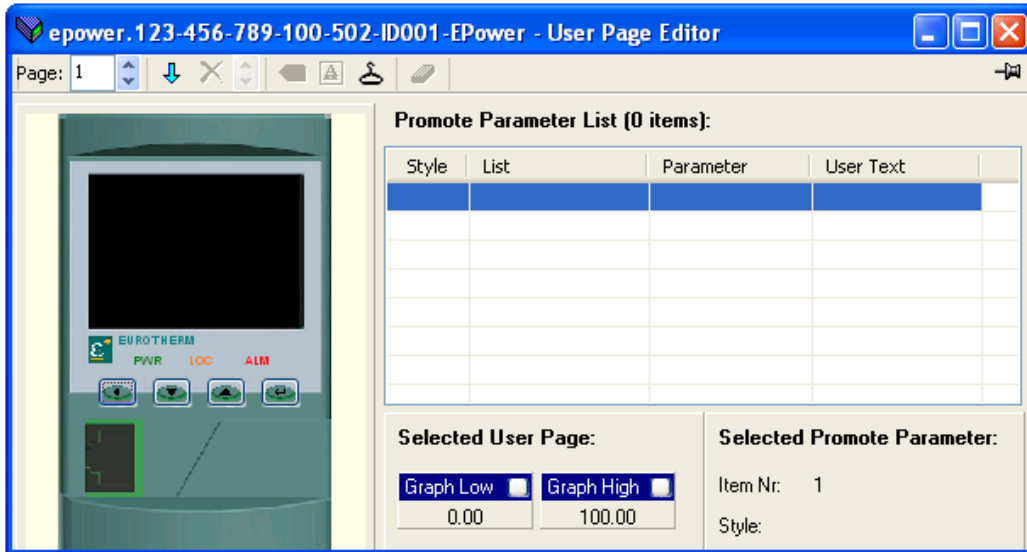 epower.123-456-789-100-502-ID001-EPower - User Page Editor
Page: 1
Promote Parameter List (0 items):
Style List Parameter User Text
EUROTHERM
PWR LOC ALM
Selected User Page:
Graph Low Graph High
0.00 100.00
Selected Promote Parameter:
Item Nr: 1
Style: